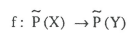 f: P̃(X) → P̃(Y)